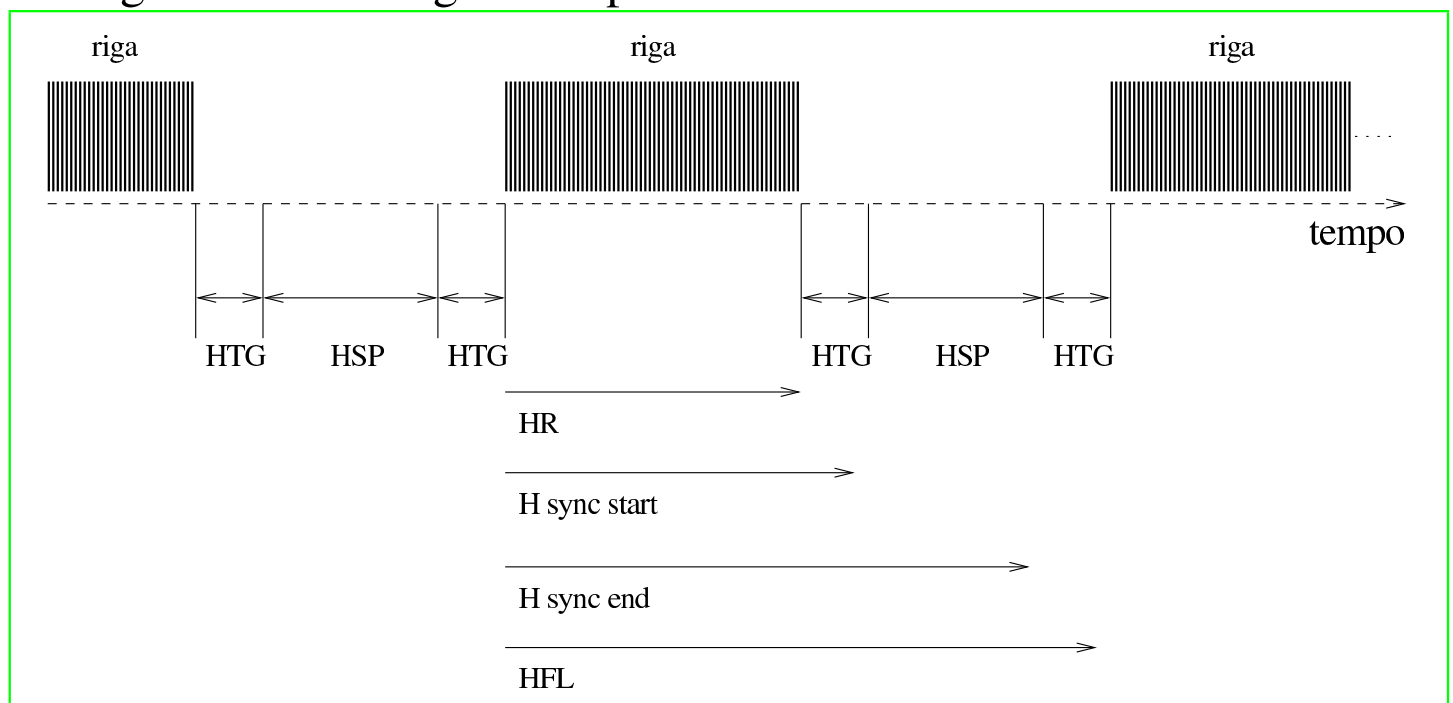 riga riga riga
tempo
HTG HSP HTG HTG HSP HTG
HR
H sync start
H sync end
HFL